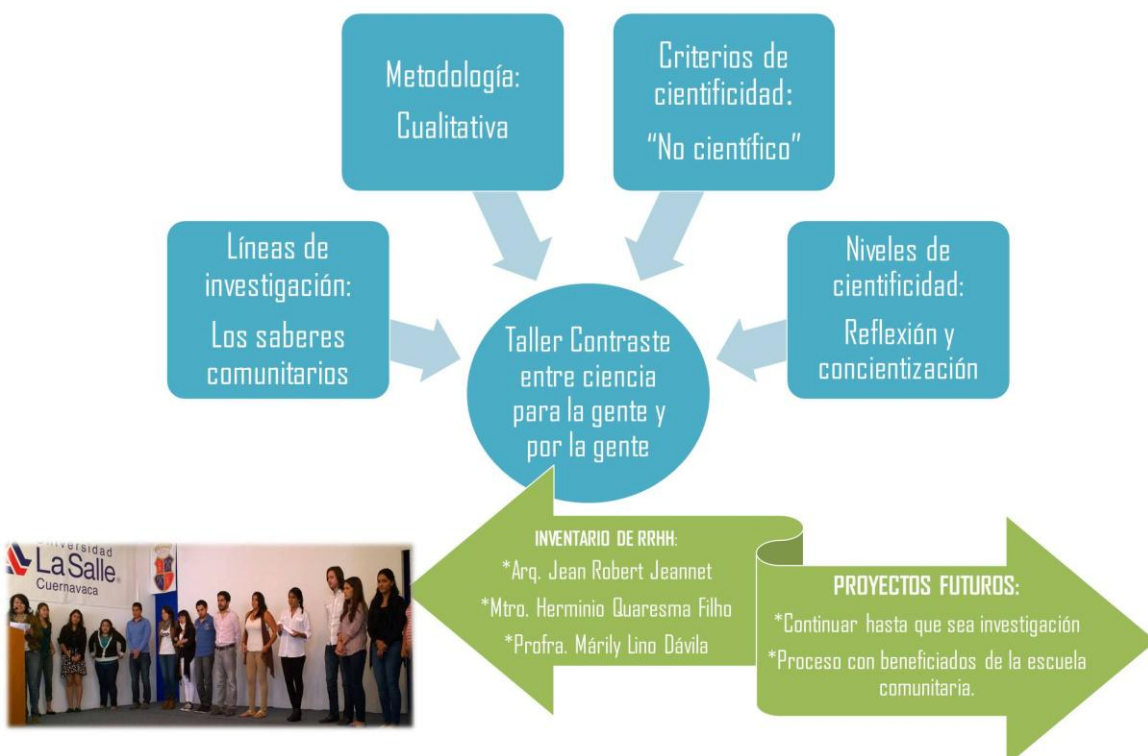 Metodología:
Cualitativa
Criterios de
cientificidad:
“No científico”
Líneas de
investigación:
Los saberes
comunitarios
Niveles de
cientificidad:
Reflexión y
concientización
Taller Contraste
entre ciencia
para la gente y
por la gente
INVENTARIO DE RRHH:
*Arq. Jean Robert Jeannet
*Mtro. Herminio Quaresma Filho
*Profra. Márily Lino Dávila
PROYECTOS FUTUROS:
*Continuar hasta que sea investigación
*Proceso con beneficiados de la escuela
comunitaria.
Universidad
LaSalle®
Cuernavaca